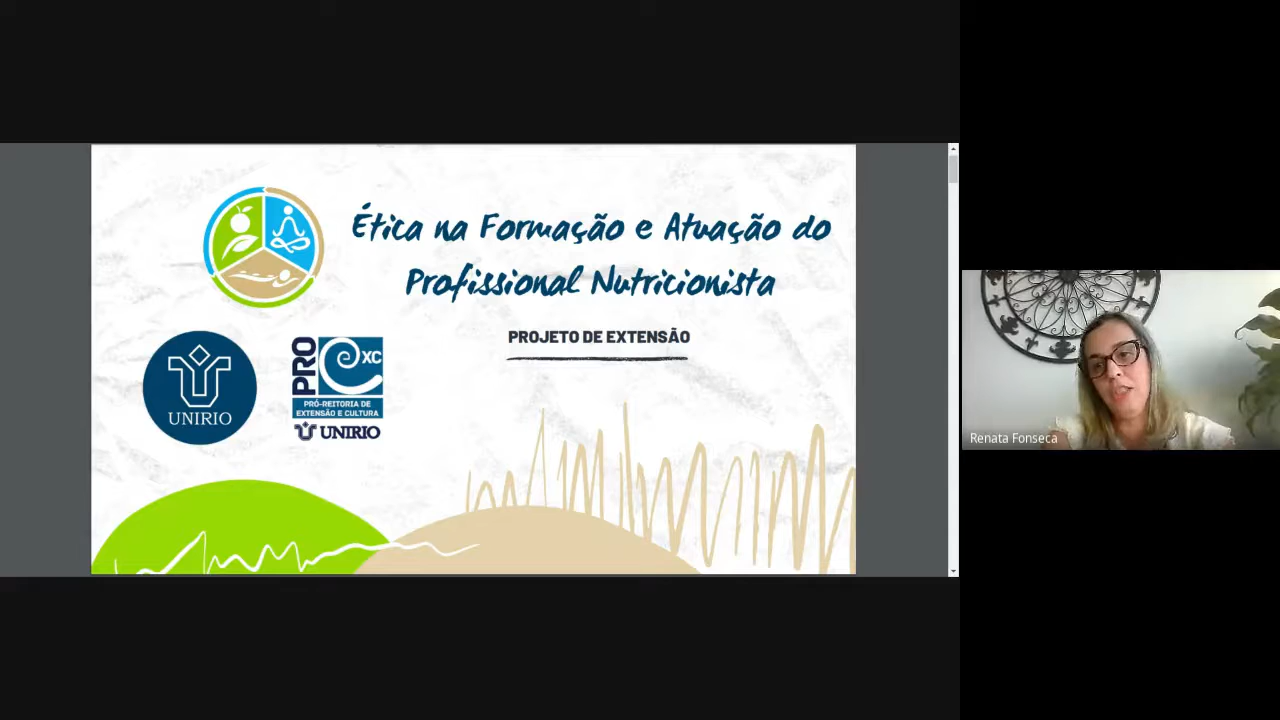 Ética na Formação e Atuação do
Profissional Nutricionista
PROJETO DE EXTENSÃO
UNIRIO
PRO
EXC
PRÓ-REITORIA DE
EXTENSÃO E CULTURA
UNIRIO
Renata Fonseca